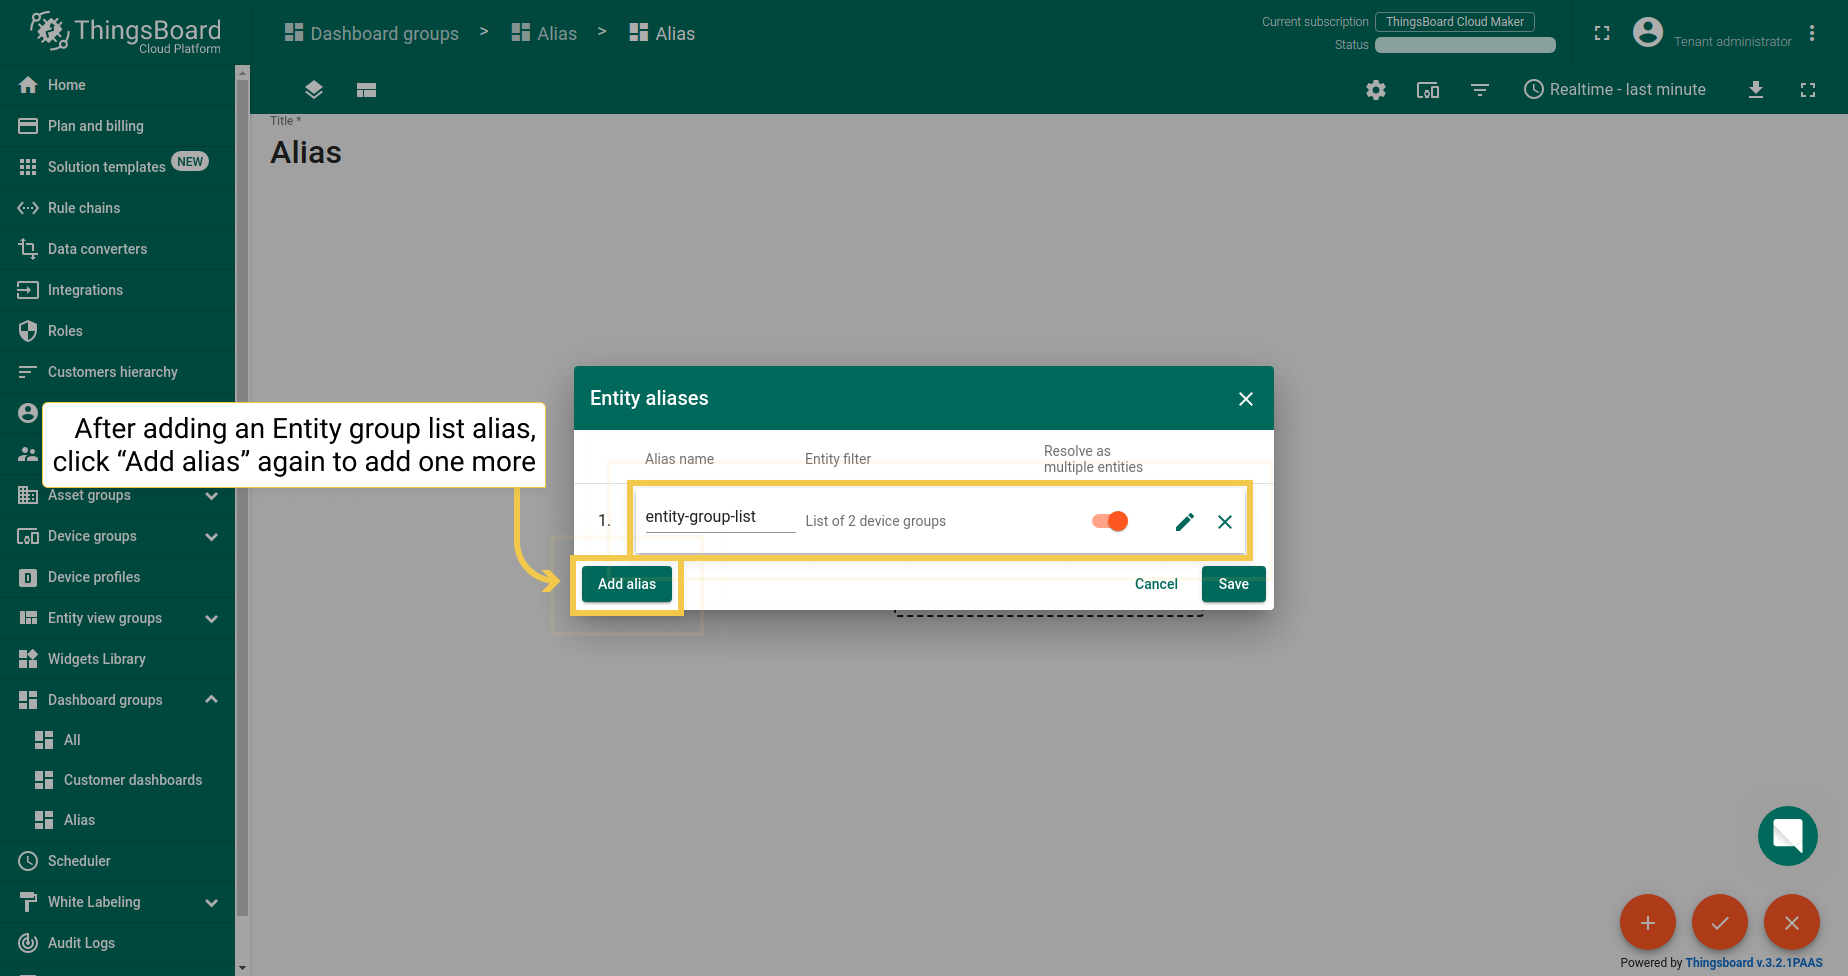 ThingsBoard
Cloud Platform
Dashboard groups > Alias > Alias
Current subscription ThingsBoard Cloud Maker
Status
Tenant administrator
Realtime - last minute
Home
Plan and billing
Solution templates NEW
Rule chains
Data converters
Integrations
Roles
Customers hierarchy
Asset groups
Device groups
Device profiles
Entity view groups
Widgets Library
Dashboard groups
All
Customer dashboards
Alias
Scheduler
White Labeling
Audit Logs
Title *
Alias
After adding an Entity group list alias,
click “Add alias” again to add one more
Entity aliases
Alias name
Entity filter
Resolve as
multiple entities
1. entity-group-list List of 2 device groups
Add alias
Cancel
Save
Powered by Thingsboard v.3.2.1PAAS